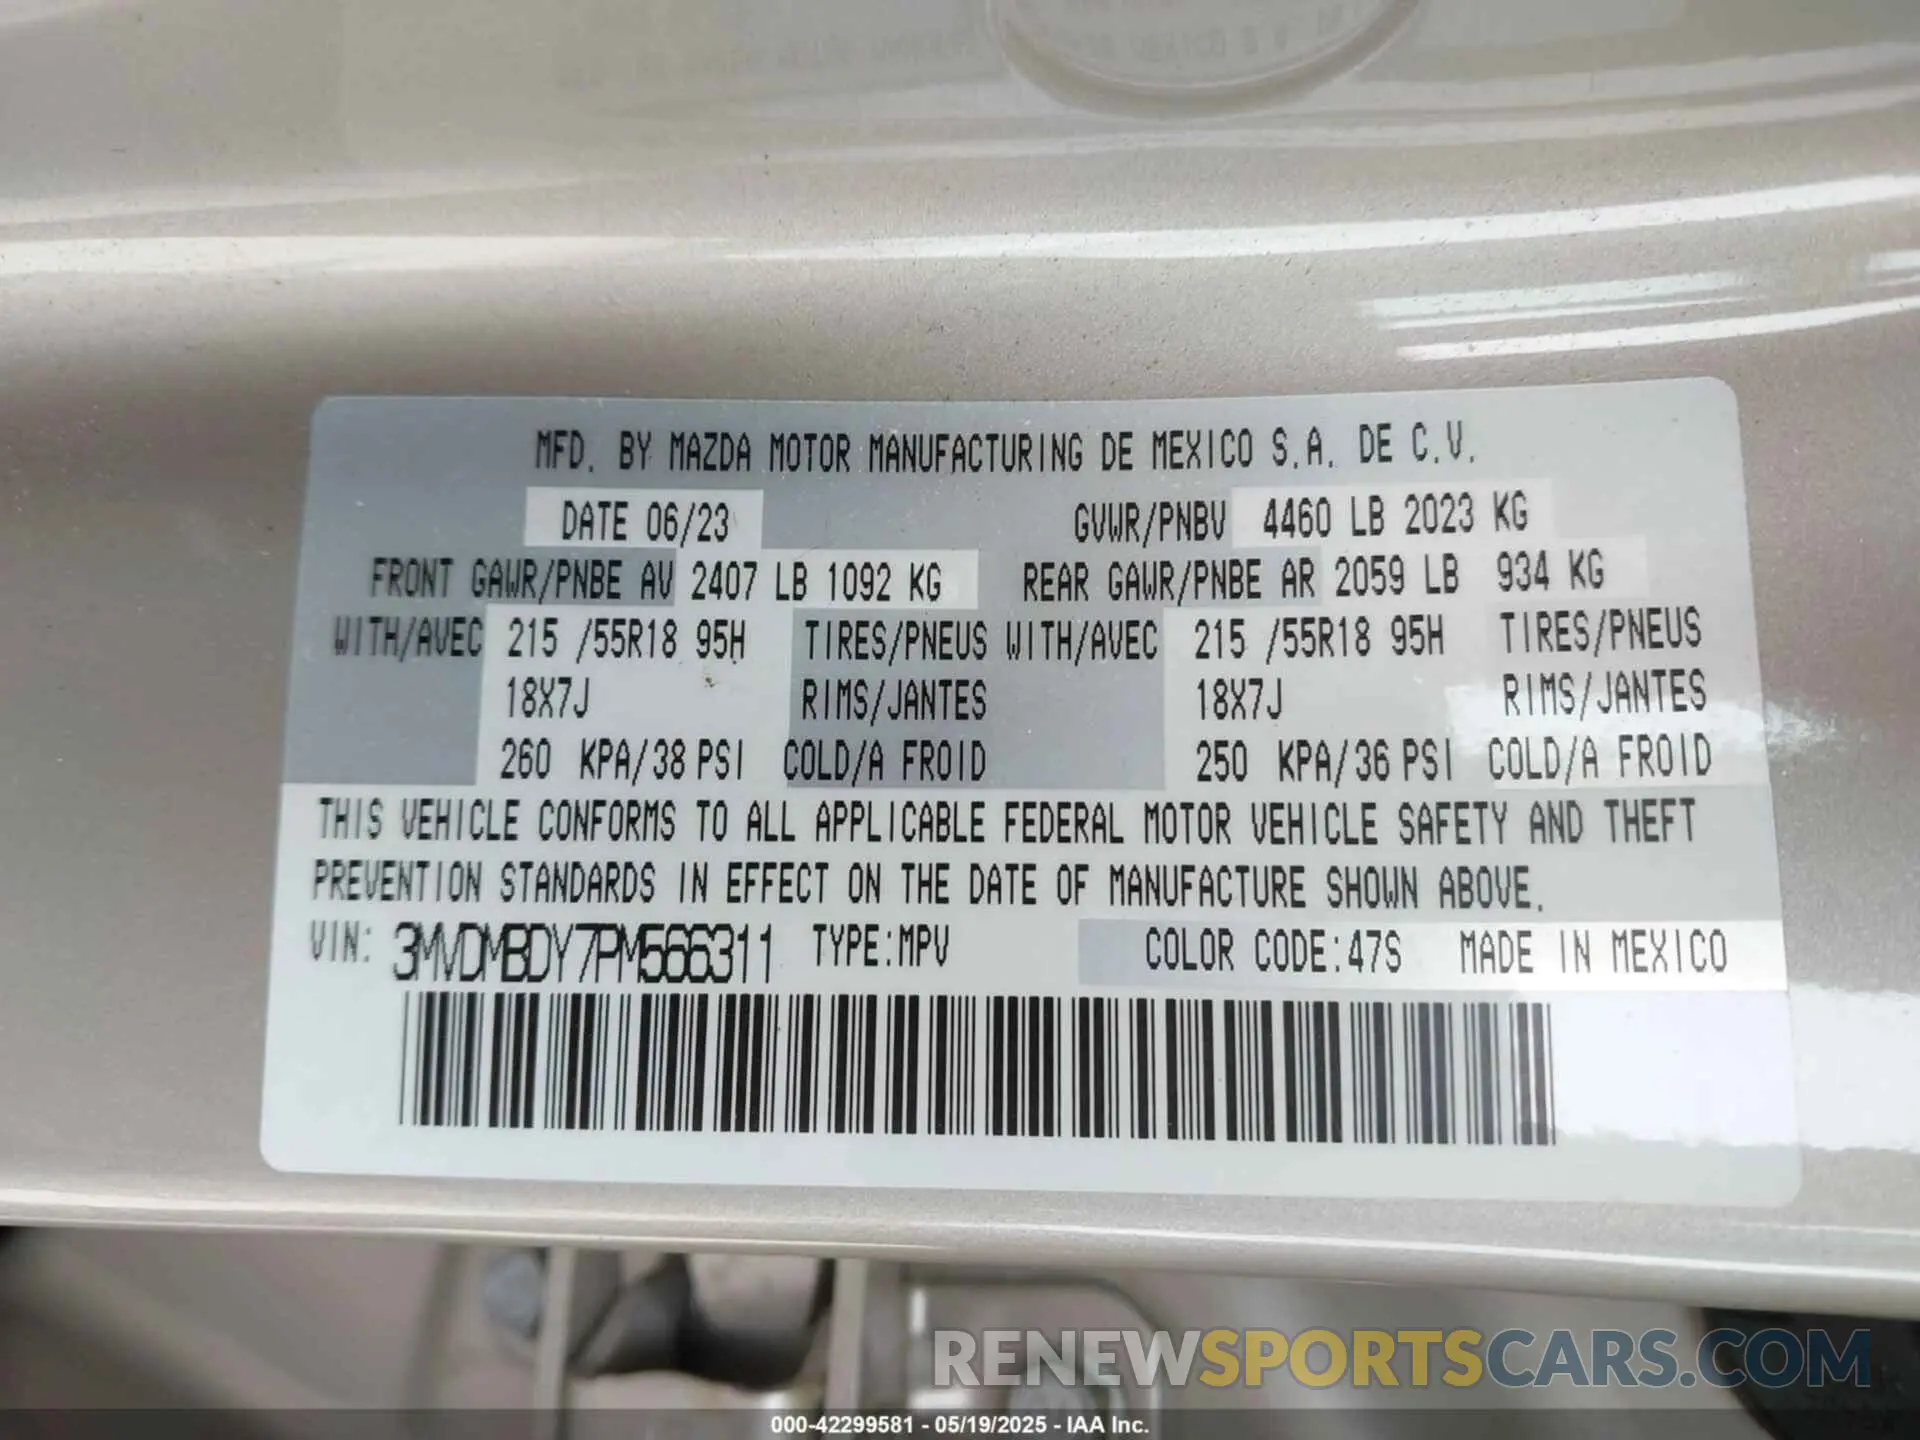 MFD. BY MAZDA MOTOR MANUFACTURING DE MEXICO S.A. DE C.V.
DATE 06/23 GVWR/PNBV 4460 LB 2023 KG
FRONT GAWR/PNBE AV 2407 LB 1092 KG REAR GAWR/PNBE AR 2059 LB 934 KG
WITH/AVEC 215 /55R18 95H TIRES/PNEUS WITH/AVEC 215 /55R18 95H TIRES/PNEUS
18X7J RIMS/JANTES 18X7J RIMS/JANTES
260 KPA/38 PSI COLD/A FROID 250 KPA/36 PSI COLD/A FROID
THIS VEHICLE CONFORMS TO ALL APPLICABLE FEDERAL MOTOR VEHICLE SAFETY AND THEFT
PREVENTION STANDARDS IN EFFECT ON THE DATE OF MANUFACTURE SHOWN ABOVE.
VIN: 3MVDMBDY7PM566311 TYPE:MPV COLOR CODE:47S MADE IN MEXICO
RENEWSPORTSCARS.COM
000-42299581 - 05/19/2025 - IAA Inc.